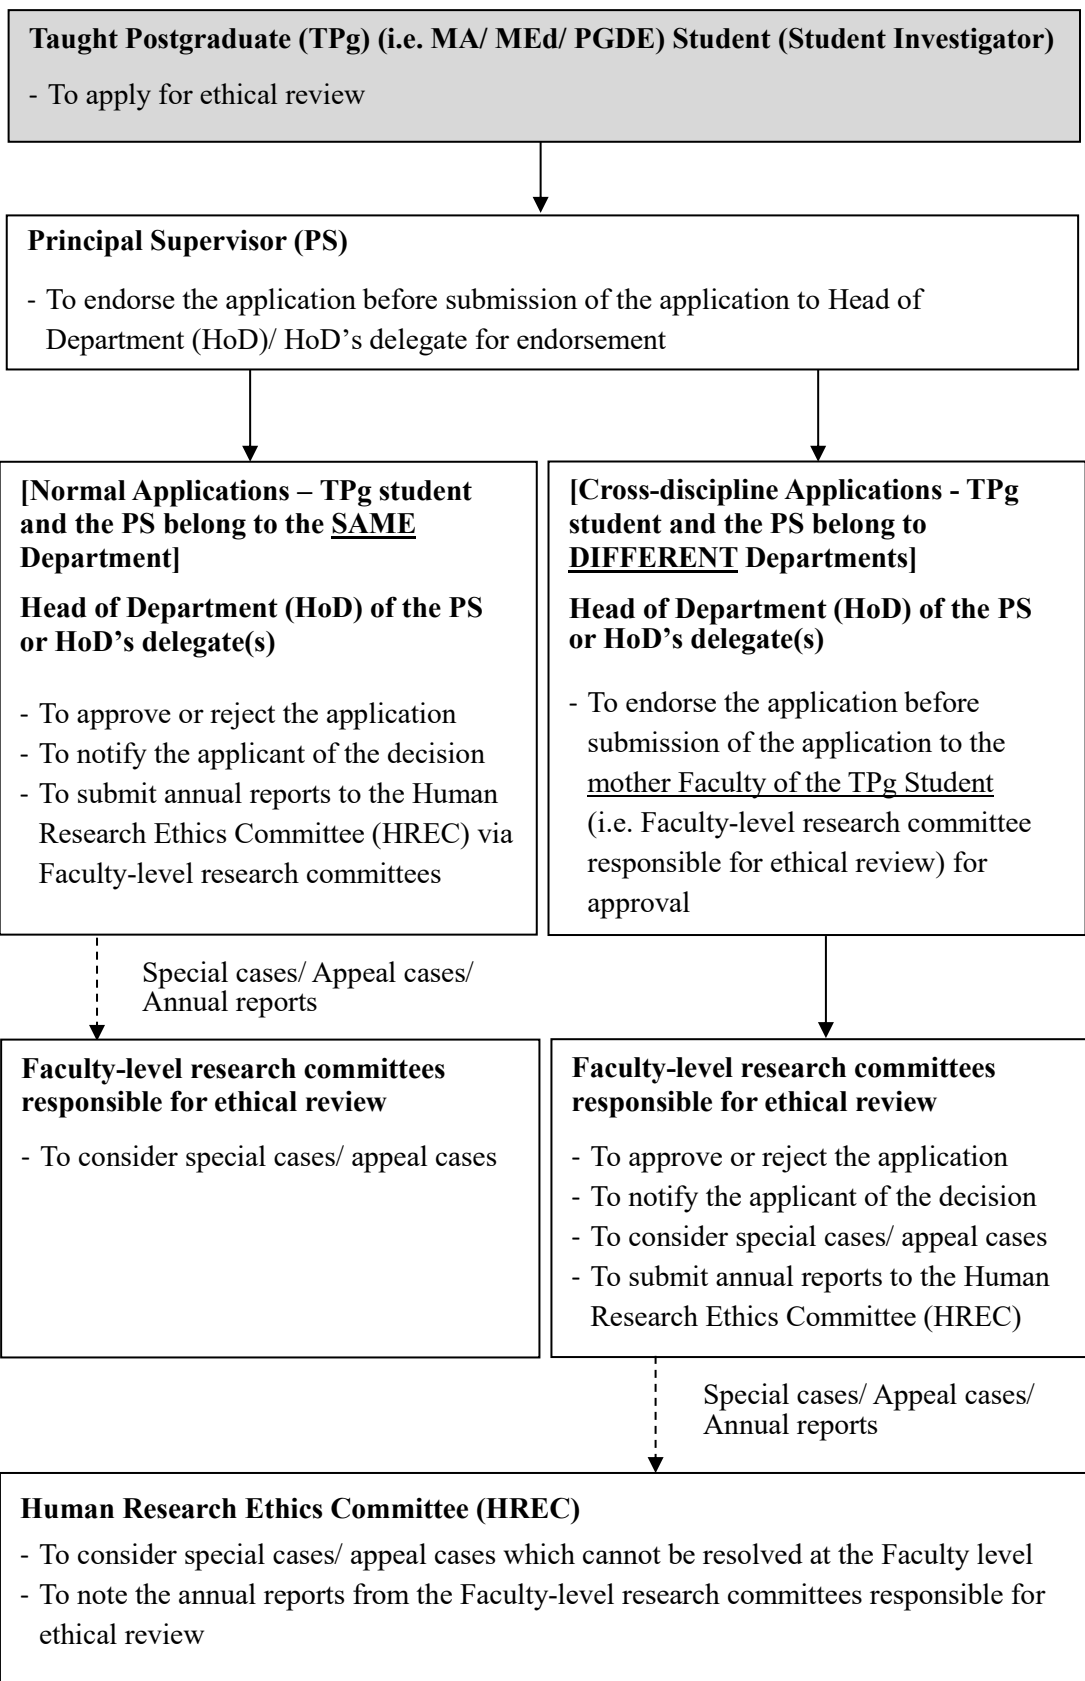 Taught Postgraduate (TPg) (i.e. MA/ MEd/ PGDE) Student (Student Investigator)
- To apply for ethical review
Principal Supervisor (PS)
- To endorse the application before submission of the application to Head of
Department (HoD)/ HoD’s delegate for endorsement
[Normal Applications – TPg student
and the PS belong to the SAME
Department]
Head of Department (HoD) of the PS
or HoD’s delegate(s)
- To approve or reject the application
- To notify the applicant of the decision
- To submit annual reports to the Human
Research Ethics Committee (HREC) via
Faculty-level research committees
[Cross-discipline Applications - TPg
student and the PS belong to
DIFFERENT Departments]
Head of Department (HoD) of the PS
or HoD’s delegate(s)
- To endorse the application before
submission of the application to the
mother Faculty of the TPg Student
(i.e. Faculty-level research committee
responsible for ethical review) for
approval
Special cases/ Appeal cases/
Annual reports
Faculty-level research committees
responsible for ethical review
- To consider special cases/ appeal cases
Faculty-level research committees
responsible for ethical review
- To approve or reject the application
- To notify the applicant of the decision
- To consider special cases/ appeal cases
- To submit annual reports to the Human
Research Ethics Committee (HREC)
Special cases/ Appeal cases/
Annual reports
Human Research Ethics Committee (HREC)
- To consider special cases/ appeal cases which cannot be resolved at the Faculty level
- To note the annual reports from the Faculty-level research committees responsible for
ethical review